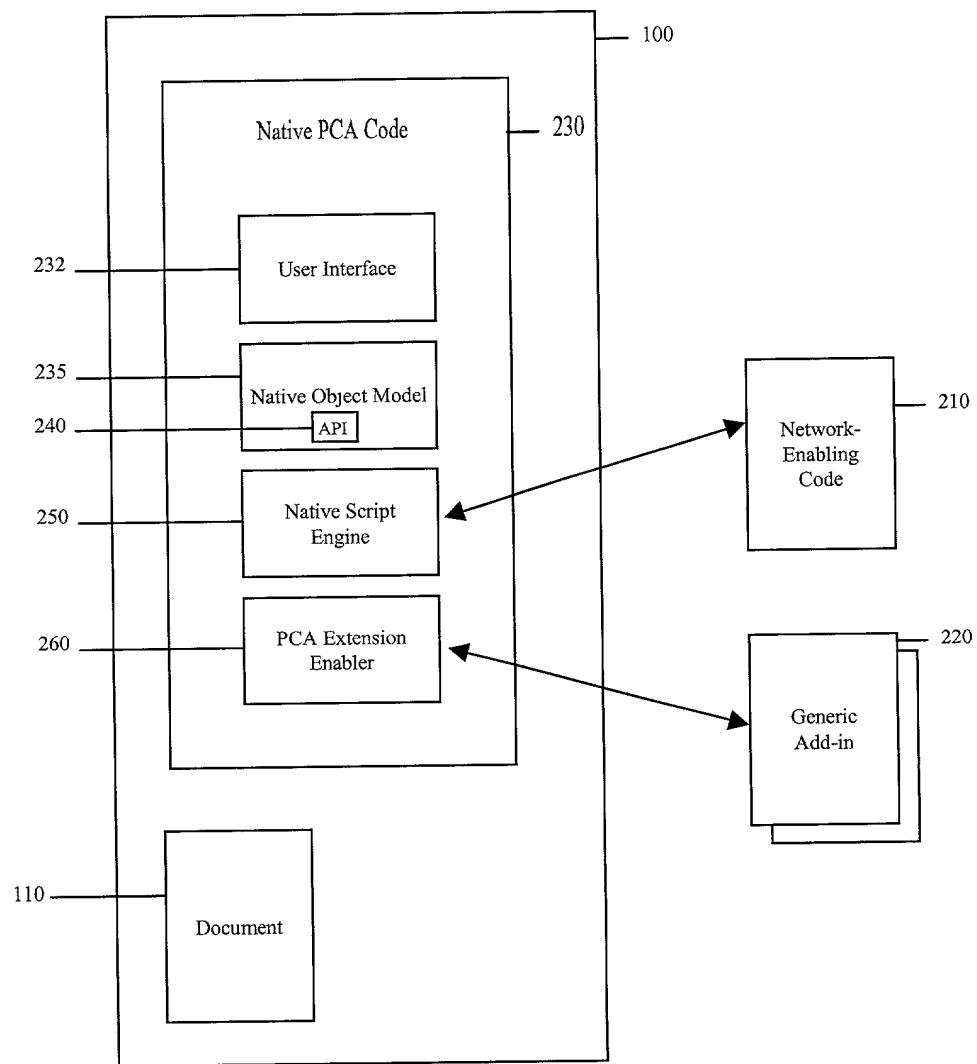 100
Native PCA Code
230
232
User Interface
235
Native Object Model
240
API
210
Network-
Enabling
Code
250
Native Script
Engine
260
PCA Extension
Enabler
220
Generic
Add-in
110
Document